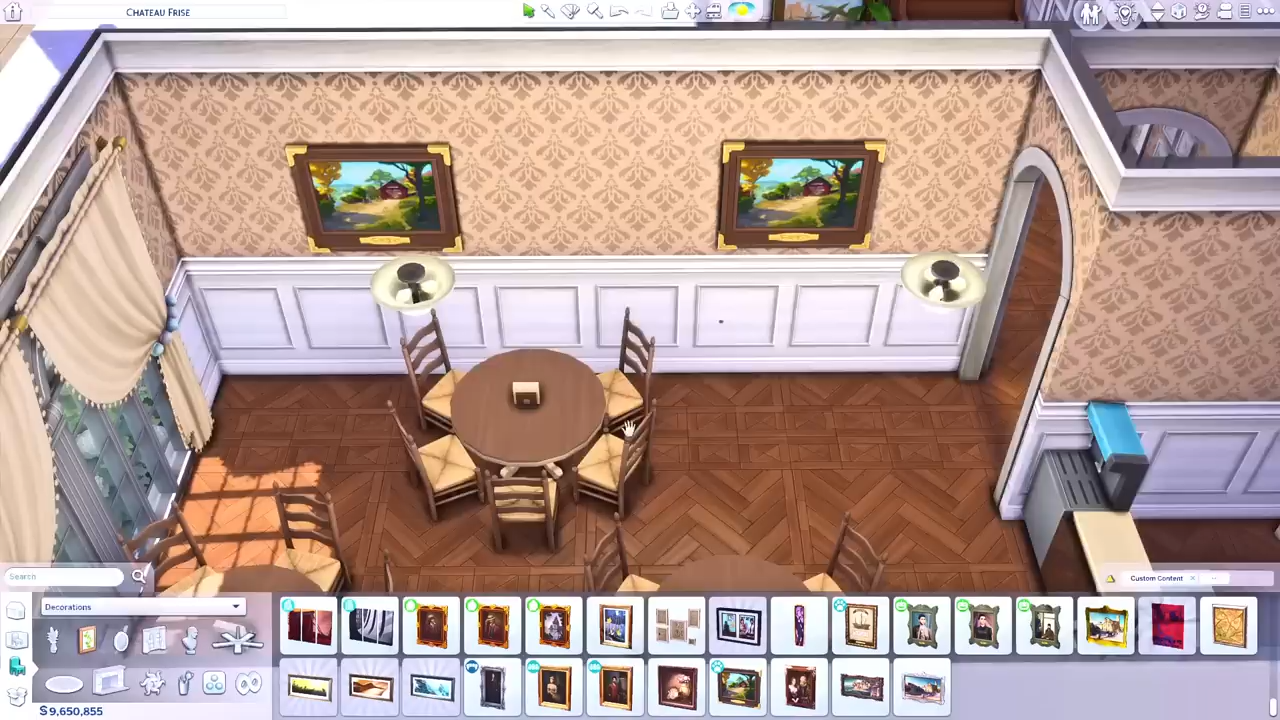 CHATEAU FRISE
Search
Custom Content
Decorations
$9,650,855